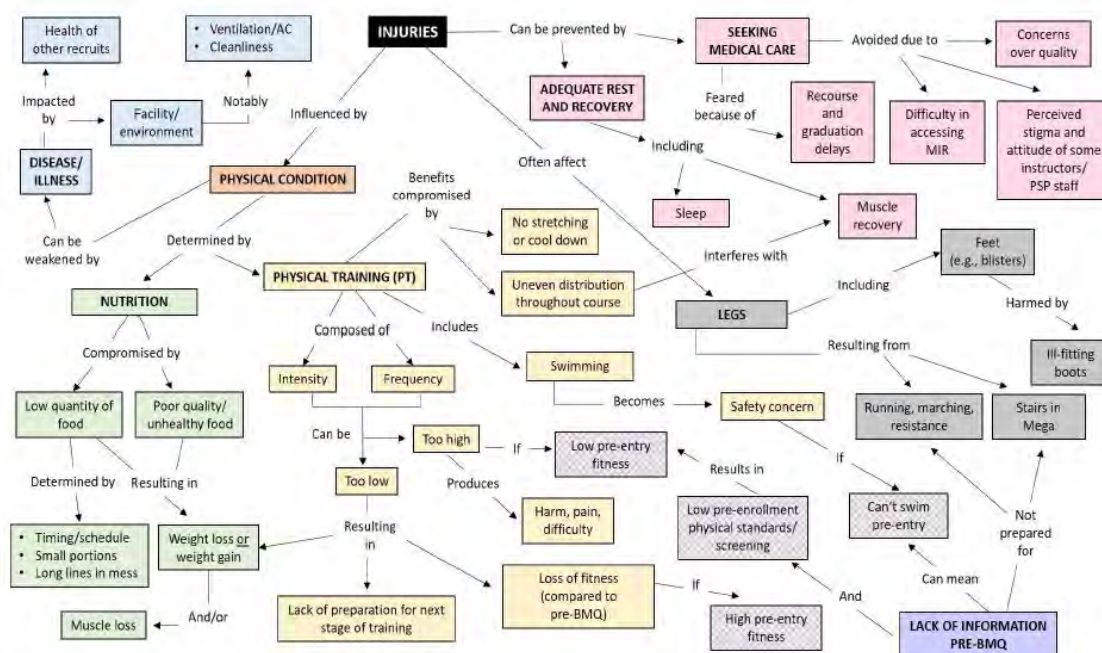 Health of
other recruits
• Ventilation/AC
• Cleanliness
INJURIES
Can be prevented by
SEEKING
MEDICAL CARE
Avoided due to
Concerns
over quality
Impacted
by
Facility/
environment
Notably
Influenced by
ADEQUATE REST
AND RECOVERY
Feared
because of
Recourse
and
graduation
delays
Difficulty in
accessing
MIR
Perceived
stigma and
attitude of some
instructors/
PSP staff
DISEASE/
ILLNESS
PHYSICAL CONDITION
Often affect
Including
Benefits
compromised
by
Sleep
Muscle
recovery
Can be
weakened by
Determined by
No stretching
or cool down
Interferes with
Feet
(e.g., blisters)
PHYSICAL TRAINING (PT)
Uneven distribution
throughout course
Including
NUTRITION
LEGS
Harmed by
Compromised by
Composed of
Includes
Resulting from
Ill-fitting
boots
Intensity
Frequency
Swimming
Low quantity of
food
Poor quality/
unhealthy food
Becomes
Safety concern
Running, marching,
resistance
Stairs in
Mega
Can be
Too high
If
Low pre-entry
fitness
Results in
If
Determined by
Resulting in
Too low
Produces
Harm, pain,
difficulty
Low pre-enrollment
physical standards/
screening
Can't swim
pre-entry
Not
prepared
for
• Timing/schedule
• Small portions
• Long lines in mess
Weight loss or
weight gain
Resulting
in
Can mean
And/or
Muscle loss
Lack of preparation for next
stage of training
Loss of fitness
(compared to
pre-BMQ)
If
High pre-entry
fitness
And
LACK OF INFORMATION
PRE-BMQ